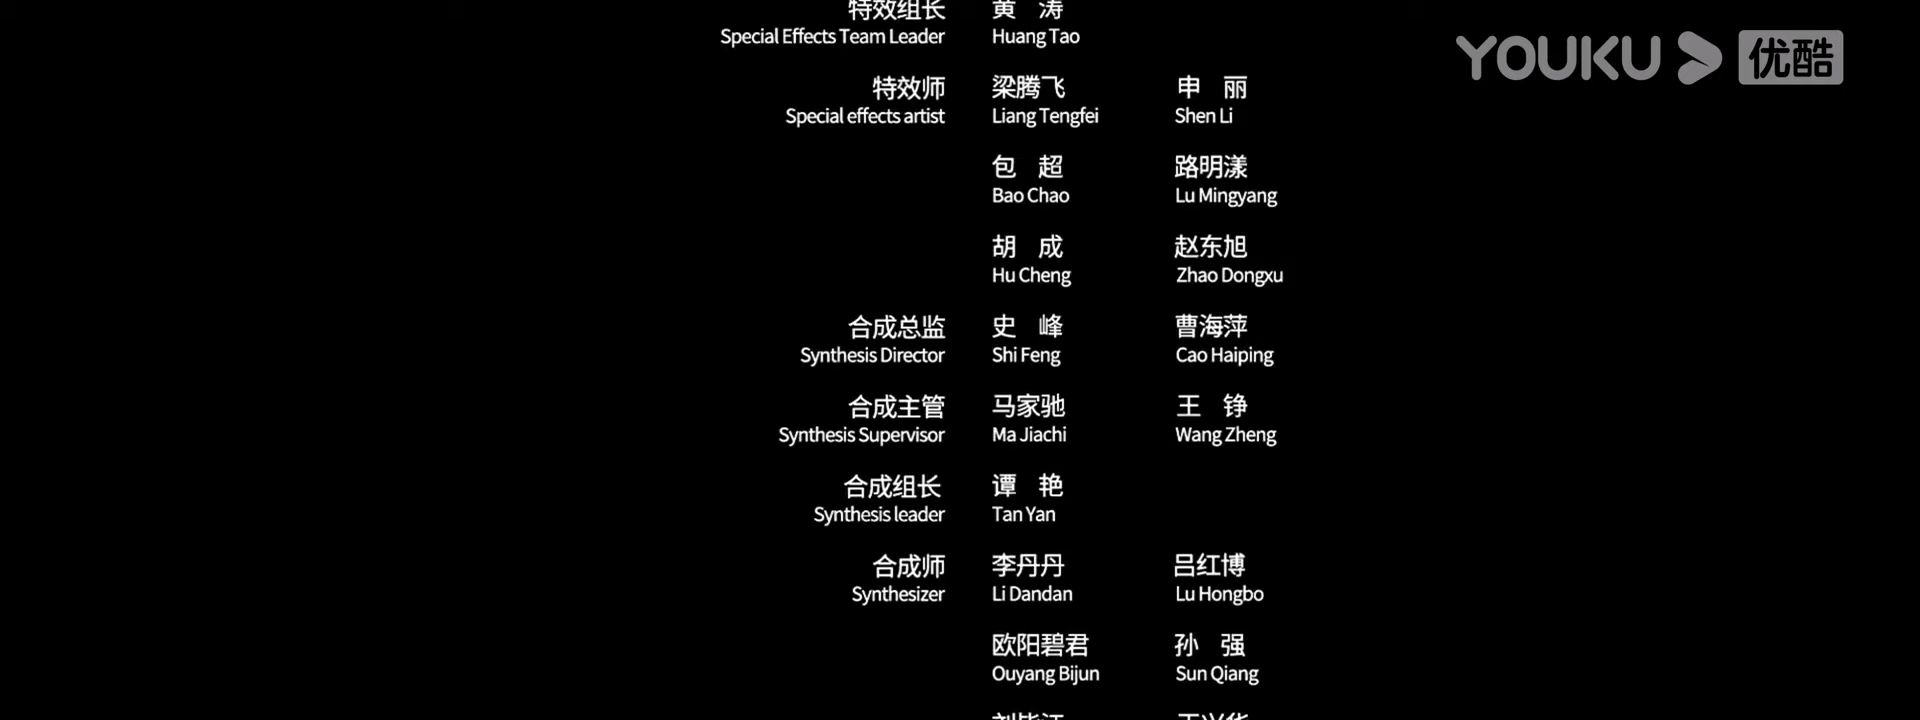 特效组长 黄 涛
Special Effects Team Leader Huang Tao
YOUKU 优酷
特效师 梁腾飞 申 丽
Special effects artist Liang Tengfei Shen Li
包 超 路明漾
Bao Chao Lu Mingyang
胡 成 赵东旭
Hu Cheng Zhao Dongxu
合成总监 史 峰 曹海萍
Synthesis Director Shi Feng Cao Haiping
合成主管 马家驰 王 铮
Synthesis Supervisor Ma Jiachi Wang Zheng
合成组长 谭 艳
Synthesis leader Tan Yan
合成师 李丹丹 吕红博
Synthesizer Li Dandan Lu Hongbo
欧阳碧君 孙 强
Ouyang Bijun Sun Qiang